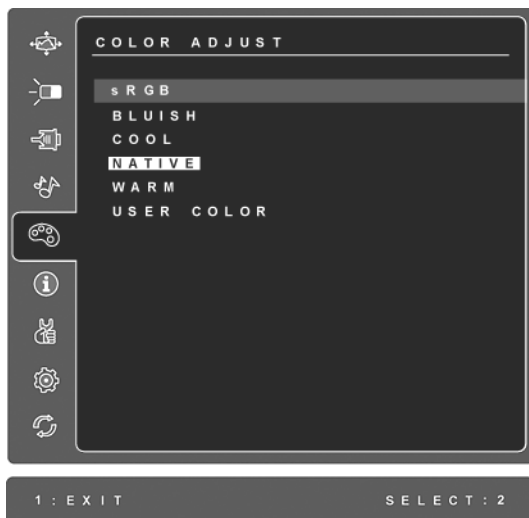 COLOR ADJUST
sRGB
BLUISH
COOL
NATIVE
WARM
USER COLOR
1:EXIT SELECT:2